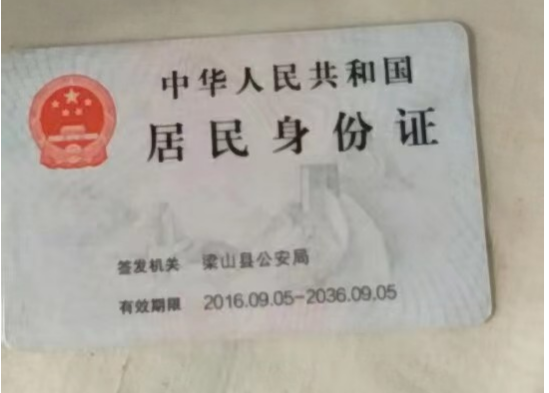 中华人民共和国
居民身份证
签发机关 梁山县公安局
有效期限 2016.09.05-2036.09.05